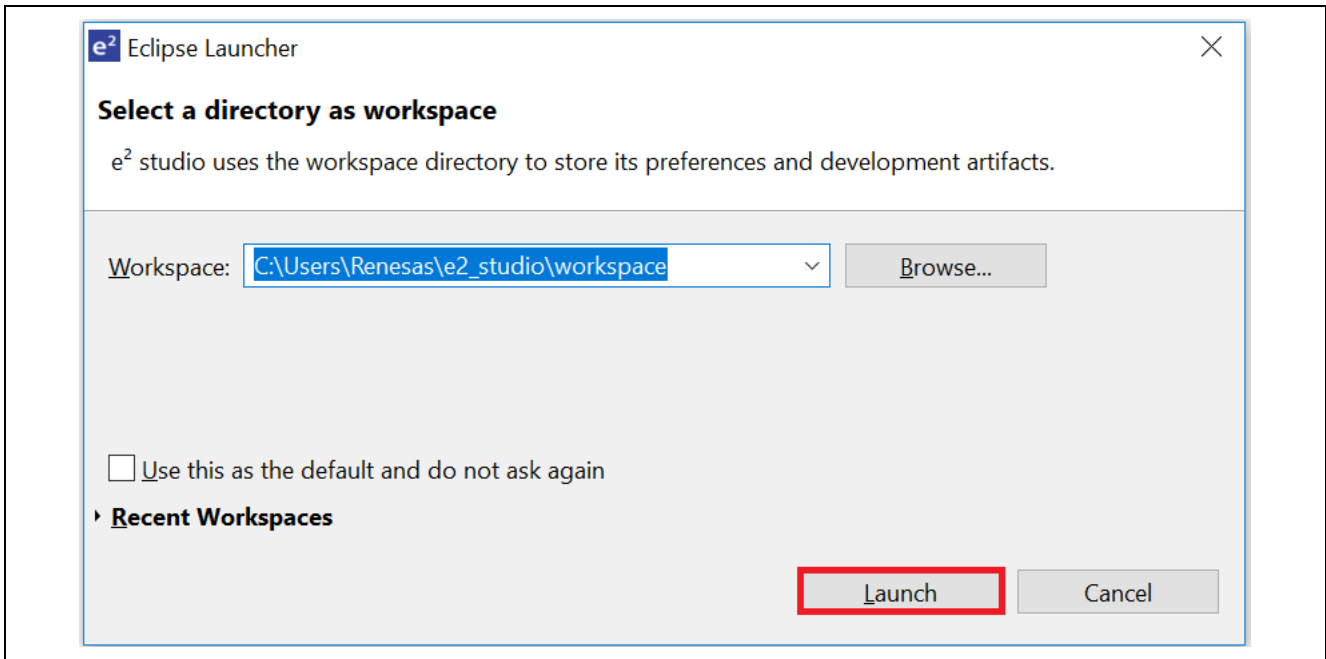 e² Eclipse Launcher
Select a directory as workspace
e² studio uses the workspace directory to store its preferences and development artifacts.
Workspace: C:\Users\Renesas\e2_studio\workspace Browse...
Use this as the default and do not ask again
Recent Workspaces
Launch Cancel